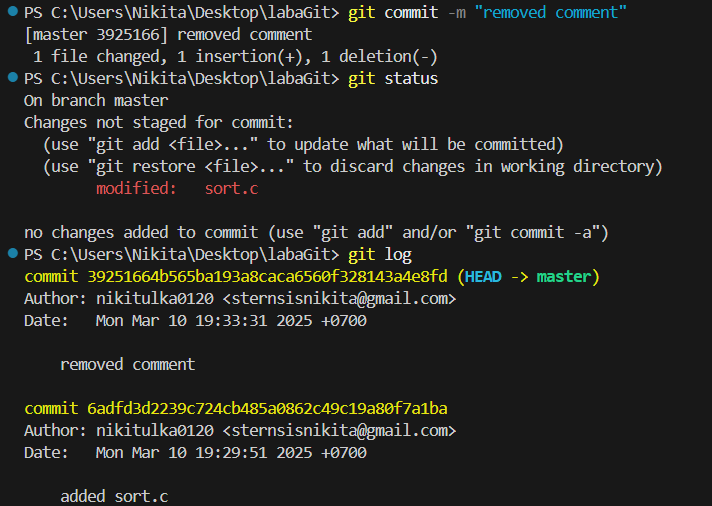 PS C:\Users\Nikita\Desktop\labaGit> git commit -m "removed comment"
[master 3925166] removed comment
 1 file changed, 1 insertion(+), 1 deletion(-)
PS C:\Users\Nikita\Desktop\labaGit> git status
On branch master
Changes not staged for commit:
  (use "git add <file>..." to update what will be committed)
  (use "git restore <file>..." to discard changes in working directory)
        modified:   sort.c
no changes added to commit (use "git add" and/or "git commit -a")
PS C:\Users\Nikita\Desktop\labaGit> git log
commit 39251664b565ba193a8caca6560f328143a4e8fd (HEAD -> master)
Author: nikitulka0120 <sternsisnikita@gmail.com>
Date:   Mon Mar 10 19:33:31 2025 +0700
    removed comment
commit 6adfd3d2239c724cb485a0862c49c19a80f7a1ba
Author: nikitulka0120 <sternsisnikita@gmail.com>
Date:   Mon Mar 10 19:29:51 2025 +0700
    added sort.c